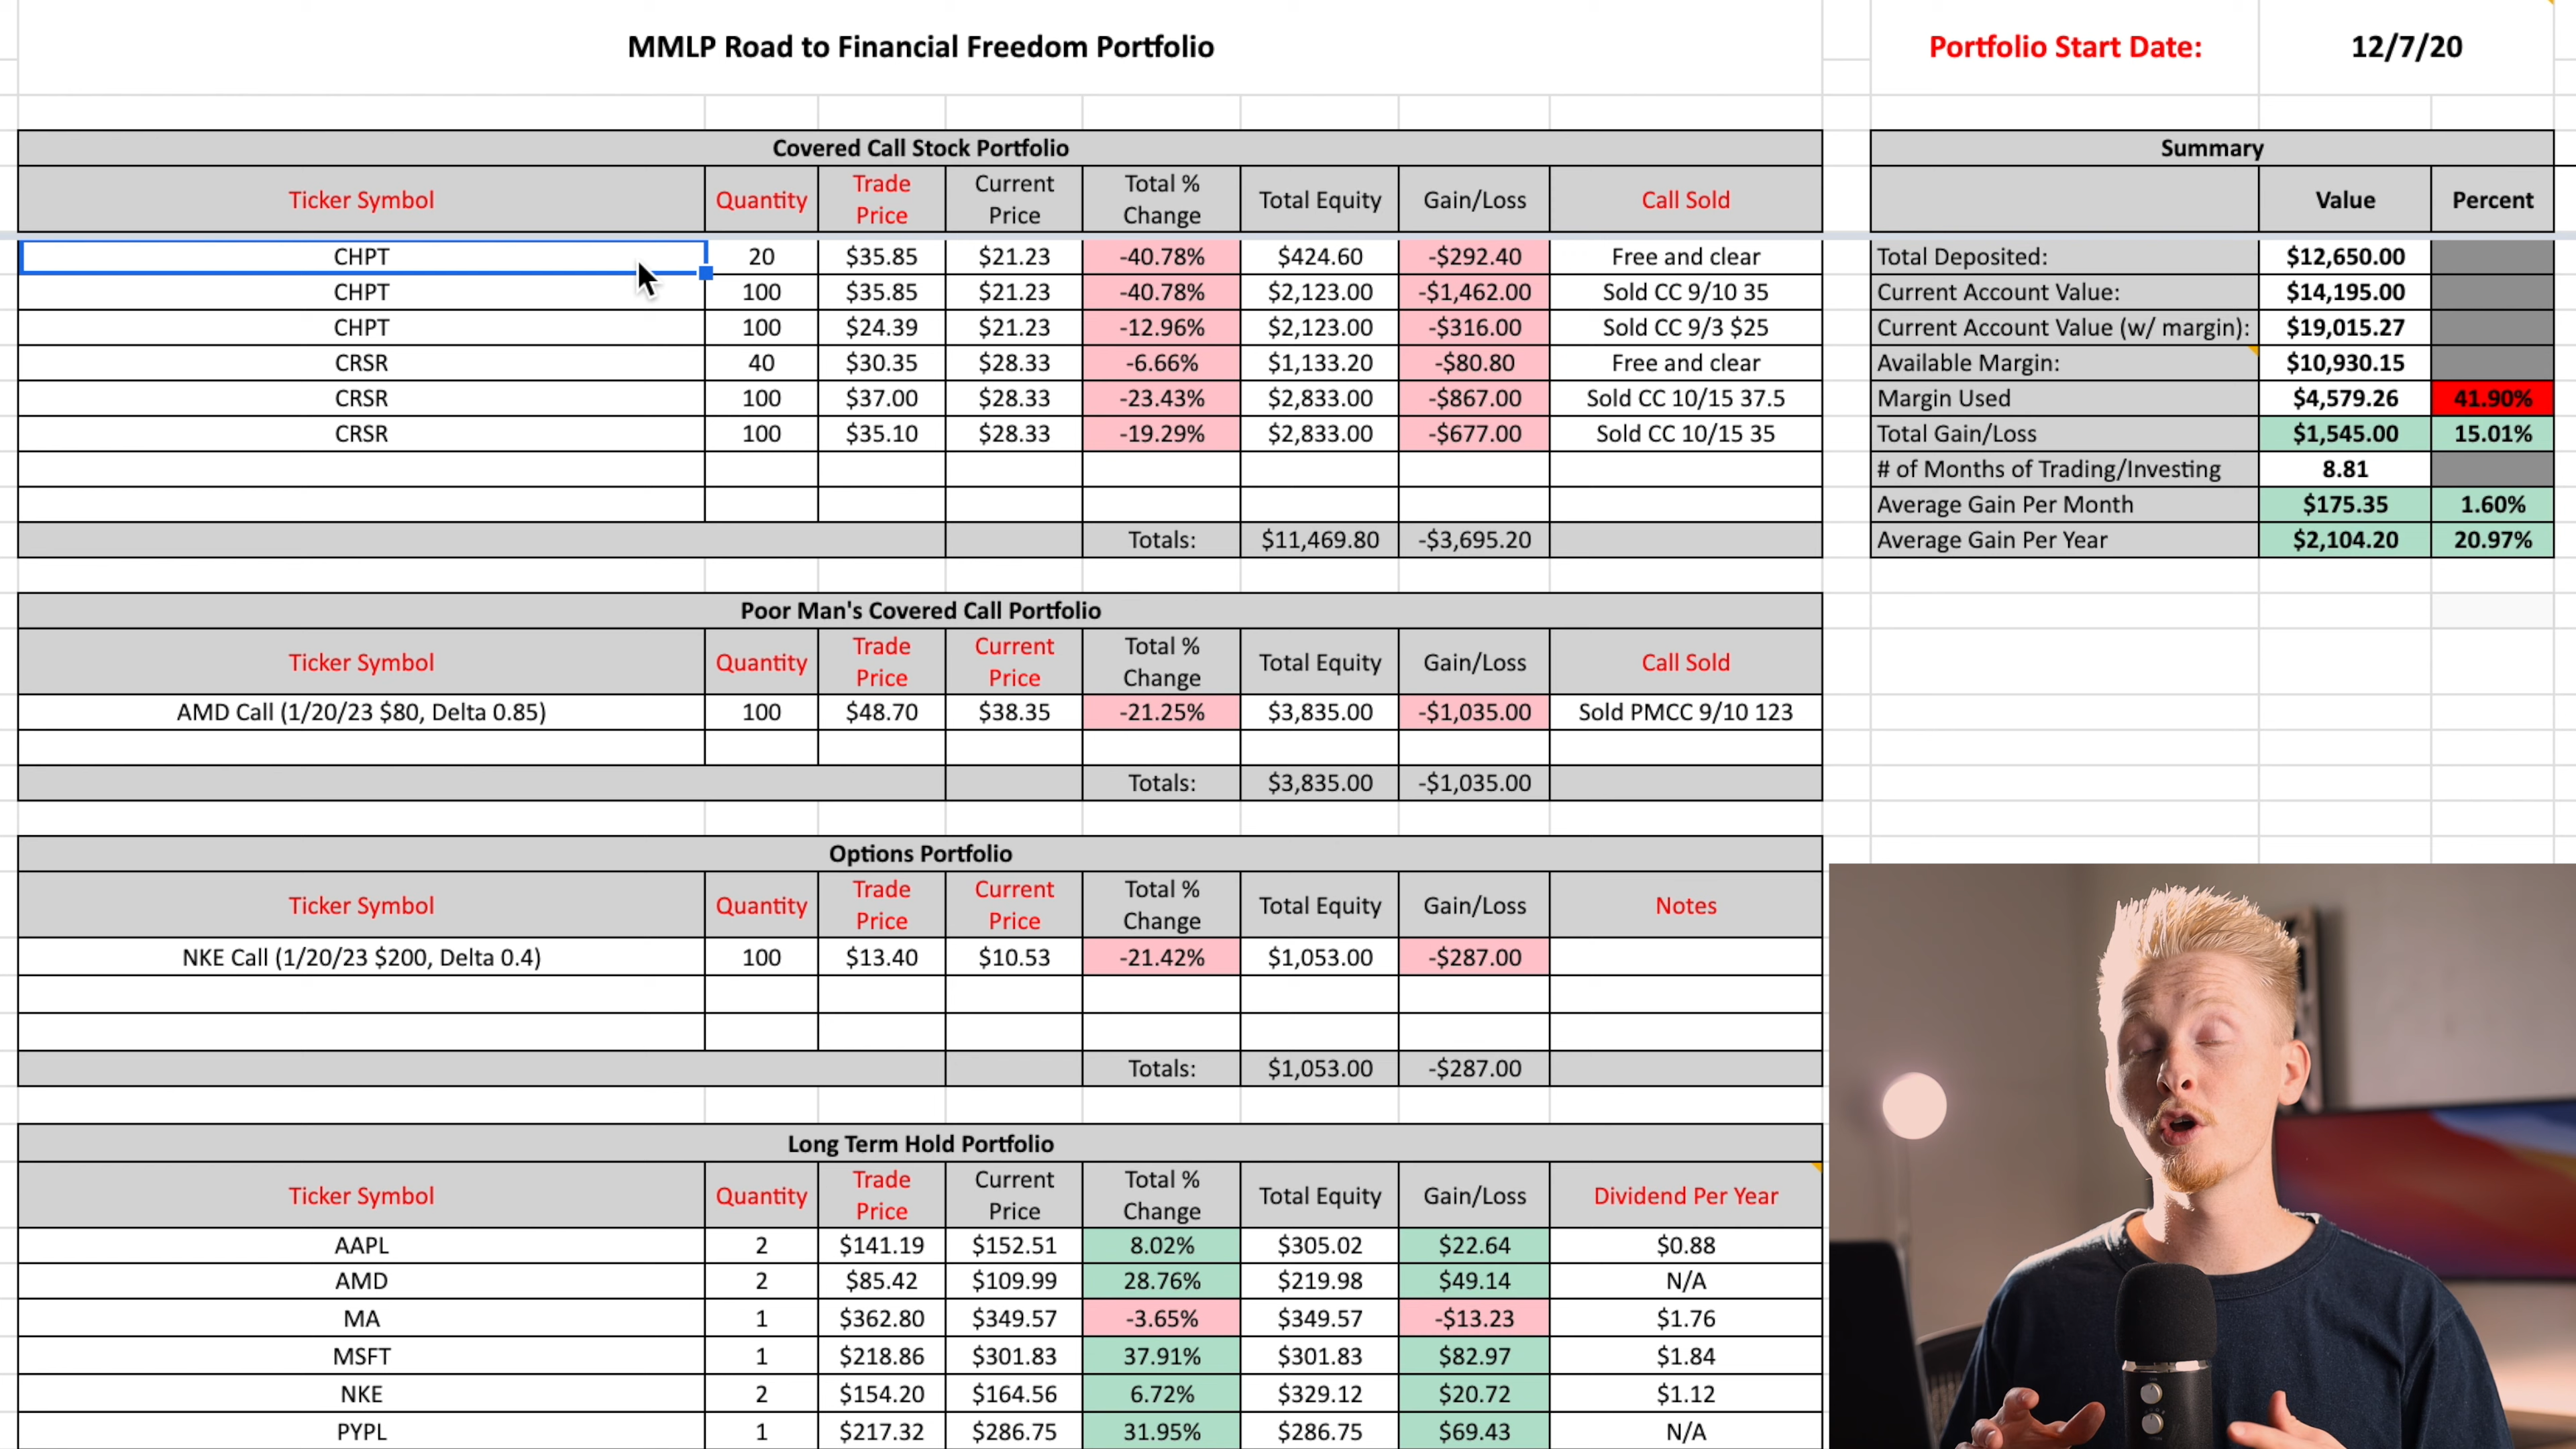 MMLP Road to Financial Freedom Portfolio
Portfolio Start Date: 12/7/20
Covered Call Stock Portfolio
Ticker Symbol Quantity Trade Price Current Price Total % Change Total Equity Gain/Loss Call Sold
CHPT 20 $35.85 $21.23 -40.78% $424.60 -$292.40 Free and clear
CHPT 100 $35.85 $21.23 -40.78% $2,123.00 -$1,462.00 Sold CC 9/10 35
CHPT 100 $24.39 $21.23 -12.96% $2,123.00 -$316.00 Sold CC 9/3 $25
CRSR 40 $30.35 $28.33 -6.66% $1,133.20 -$80.80 Free and clear
CRSR 100 $37.00 $28.33 -23.43% $2,833.00 -$867.00 Sold CC 10/15 37.5
CRSR 100 $35.10 $28.33 -19.29% $2,833.00 -$677.00 Sold CC 10/15 35
Totals: $11,469.80 -$3,695.20
Summary
Value Percent
Total Deposited: $12,650.00
Current Account Value: $14,195.00
Current Account Value (w/ margin): $19,015.27
Available Margin: $10,930.15
Margin Used $4,579.26 41.90%
Total Gain/Loss $1,545.00 15.01%
# of Months of Trading/Investing 8.81
Average Gain Per Month $175.35 1.60%
Average Gain Per Year $2,104.20 20.97%
Poor Man's Covered Call Portfolio
Ticker Symbol Quantity Trade Price Current Price Total % Change Total Equity Gain/Loss Call Sold
AMD Call (1/20/23 $80, Delta 0.85) 100 $48.70 $38.35 -21.25% $3,835.00 -$1,035.00 Sold PMCC 9/10 123
Totals: $3,835.00 -$1,035.00
Options Portfolio
Ticker Symbol Quantity Trade Price Current Price Total % Change Total Equity Gain/Loss Notes
NKE Call (1/20/23 $200, Delta 0.4) 100 $13.40 $10.53 -21.42% $1,053.00 -$287.00
Totals: $1,053.00 -$287.00
Long Term Hold Portfolio
Ticker Symbol Quantity Trade Price Current Price Total % Change Total Equity Gain/Loss Dividend Per Year
AAPL 2 $141.19 $152.51 8.02% $305.02 $22.64 $0.88
AMD 2 $85.42 $109.99 28.76% $219.98 $49.14 N/A
MA 1 $362.80 $349.57 -3.65% $349.57 -$13.23 $1.76
MSFT 1 $218.86 $301.83 37.91% $301.83 $82.97 $1.84
NKE 2 $154.20 $164.56 6.72% $329.12 $20.72 $1.12
PYPL 1 $217.32 $286.75 31.95% $286.75 $69.43 N/A